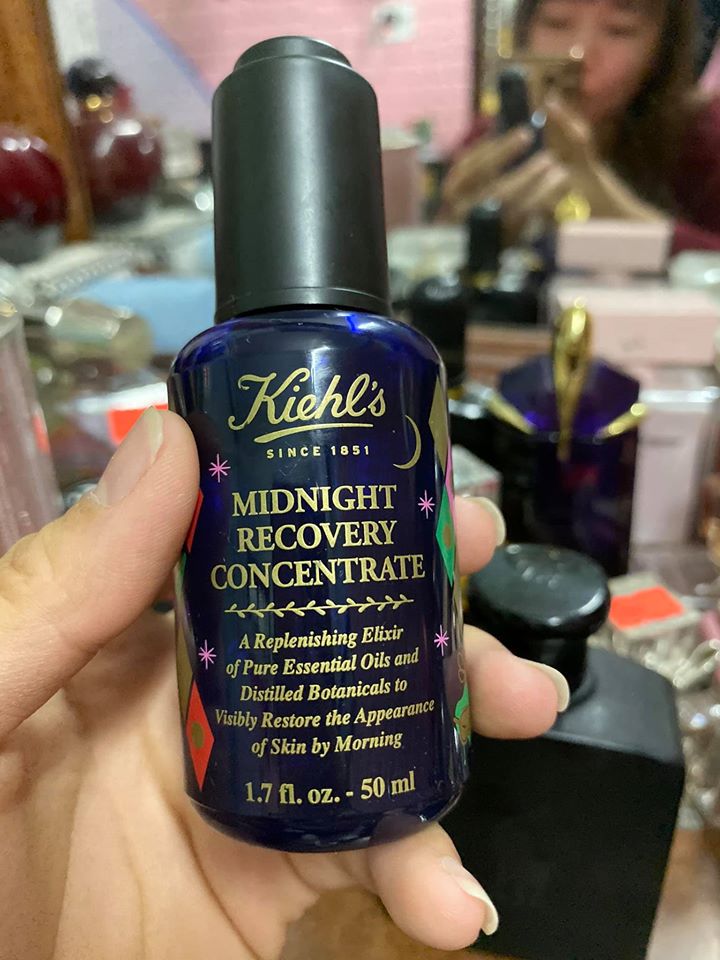 Kiehl's
SINCE 1851
MIDNIGHT
RECOVERY
CONCENTRATE
A Replenishing Elixir
of Pure Essential Oils and
Distilled Botanicals to
Visibly Restore the Appearance
of Skin by Morning
1.7 fl. oz. - 50 ml